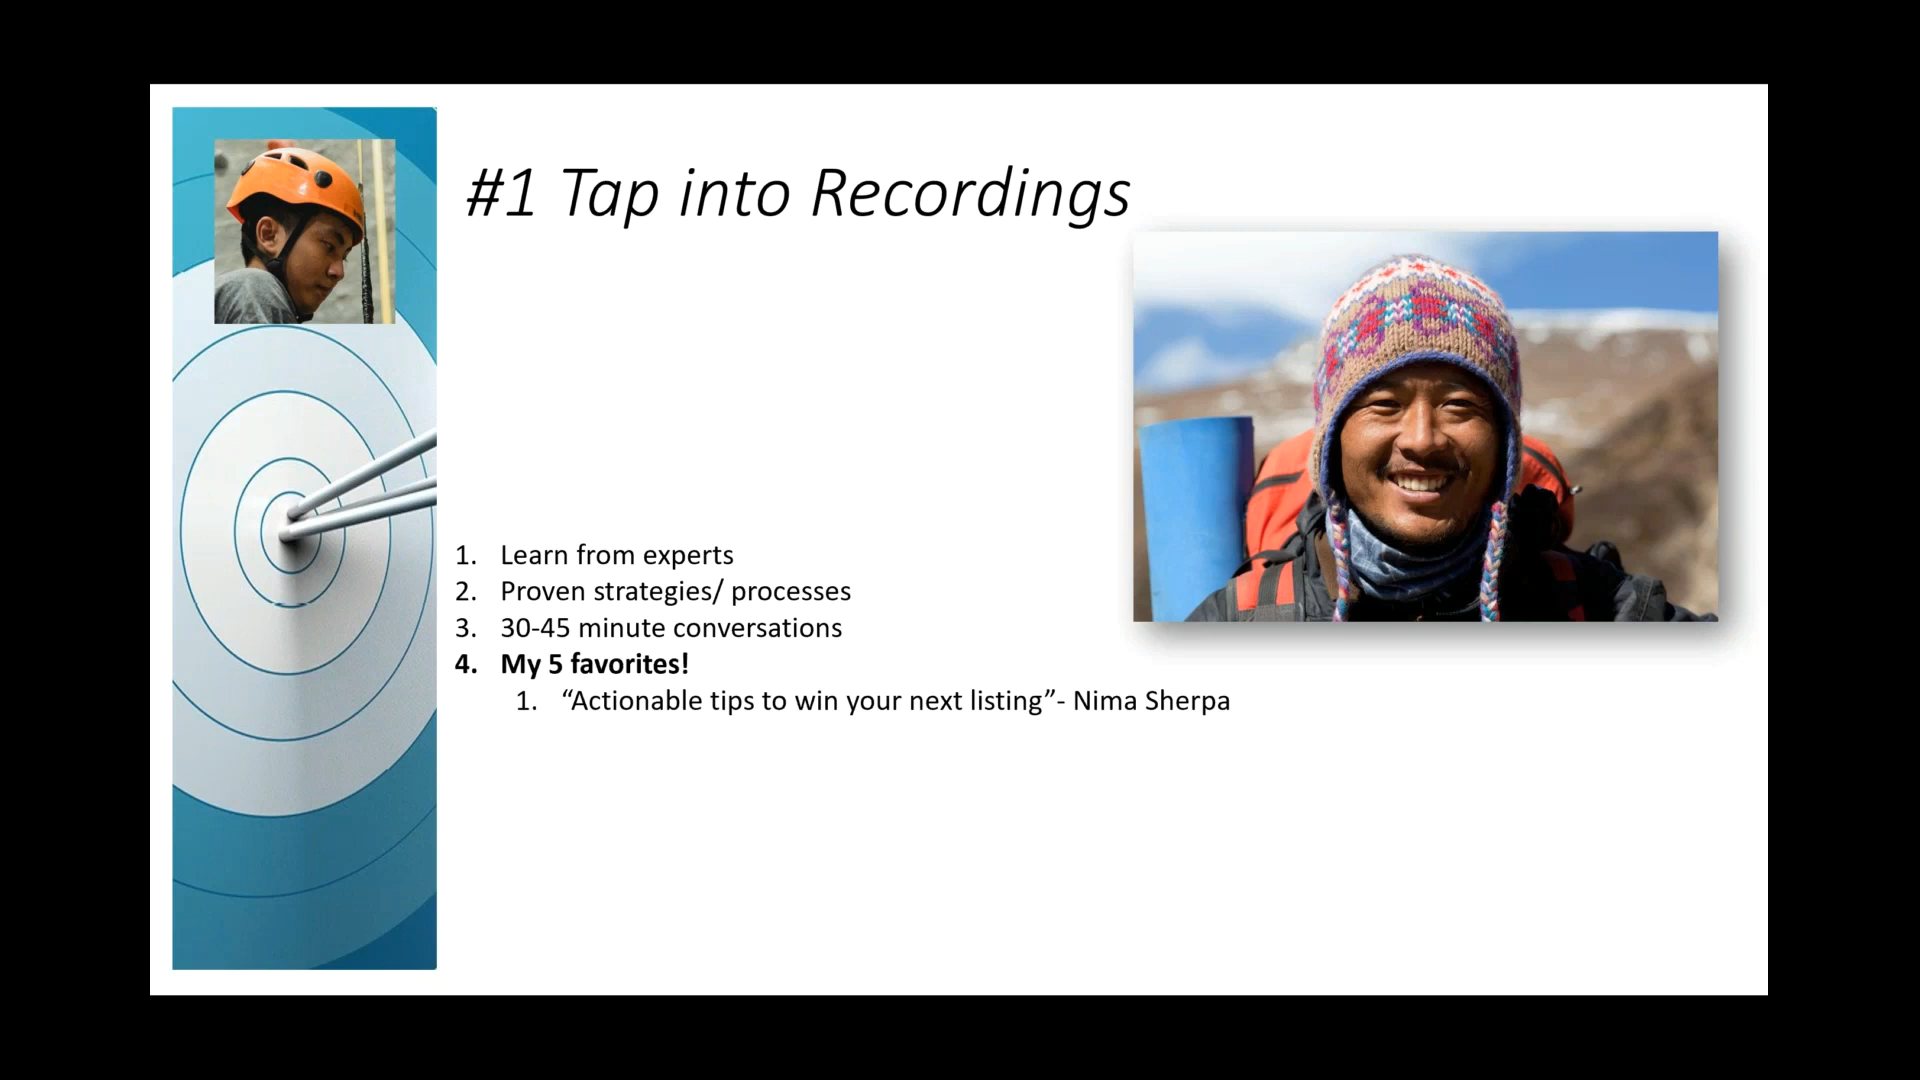 #1 Tap into Recordings
1. Learn from experts
2. Proven strategies/ processes
3. 30-45 minute conversations
4. My 5 favorites!
1. “Actionable tips to win your next listing”- Nima Sherpa